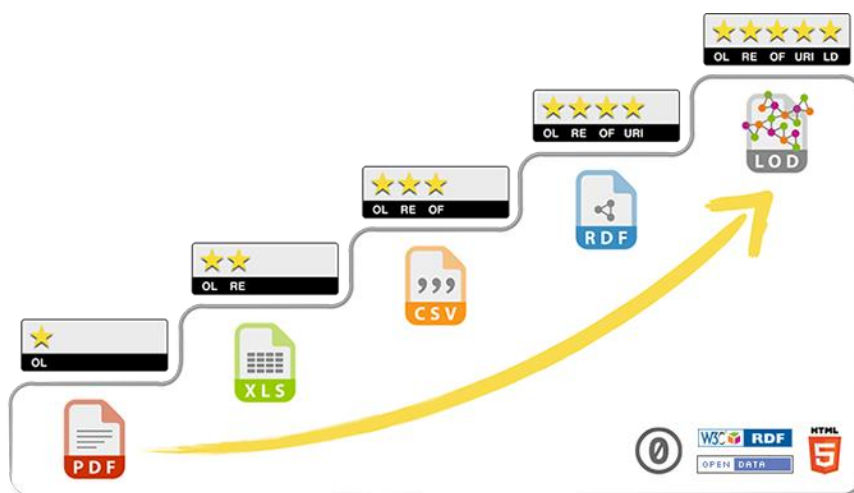 OL RE OF URI LD
OL RE OF URI
LOD
OL RE OF
RDF
OL RE
CSV
OL
XLS
PDF
0
W3C RDF
OPEN DATA
HTML
5